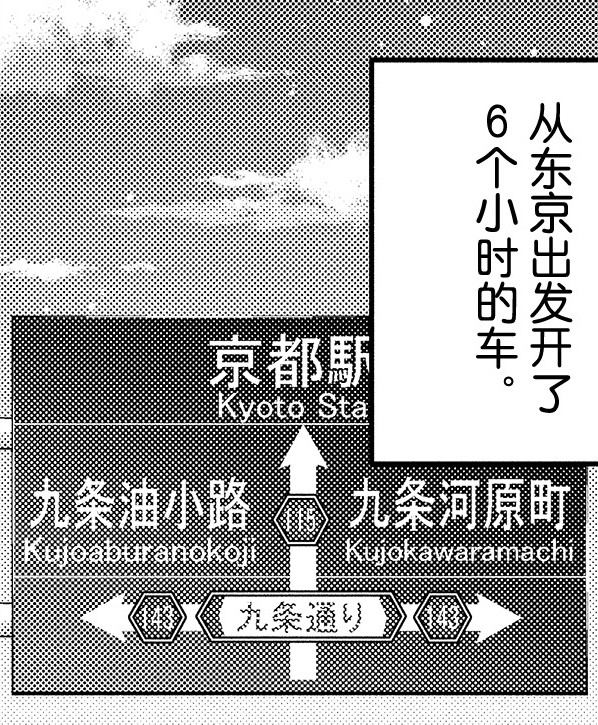 从东京出发开了
6个小时的车。
京都駅
Kyoto Sta
九条油小路
Kujoaburanokoji
115
九条河原町
Kujokawaramachi
143
九条通り
143